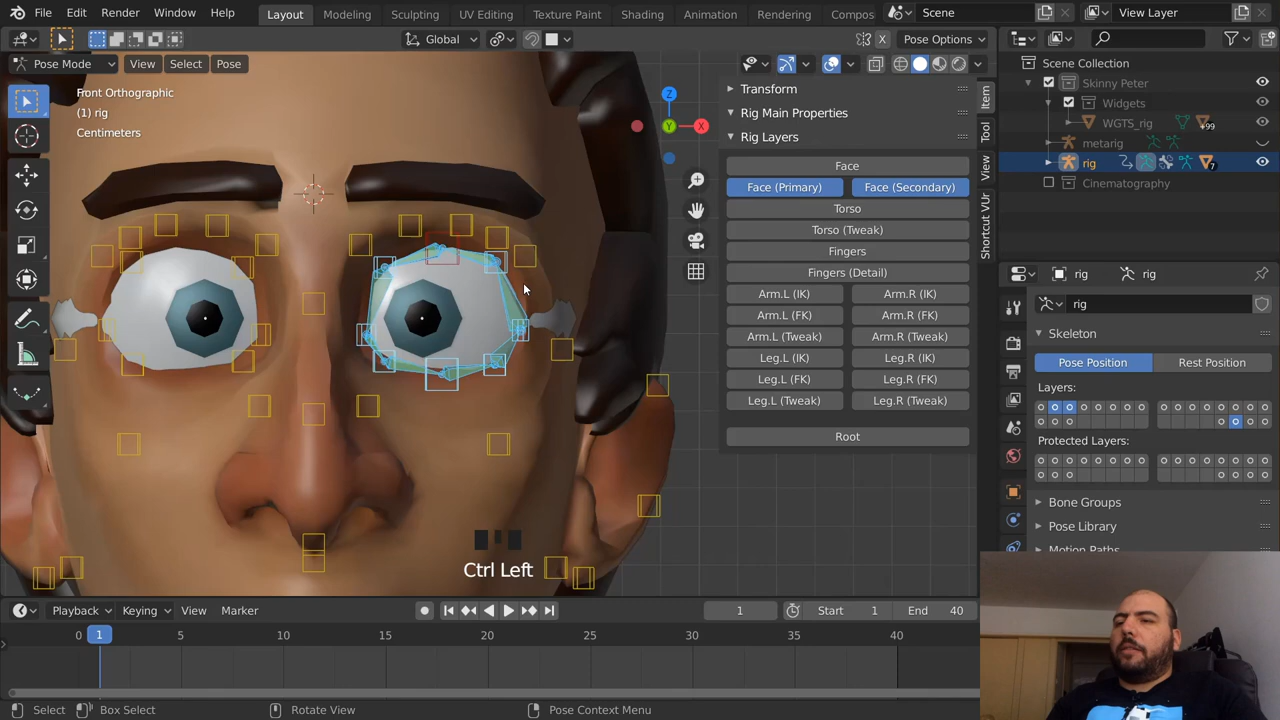 File Edit Render Window Help Layout Modeling Sculpting UV Editing Texture Paint Shading Animation Rendering Compos Scene View Layer
Global Pose Options
Pose Mode View Select Pose
Front Orthographic
(1) rig
Centimeters
Z
Y
X
Transform
Rig Main Properties
Rig Layers
Face
Face (Primary) Face (Secondary)
Torso
Torso (Tweak)
Fingers
Fingers (Detail)
Arm.L (IK) Arm.R (IK)
Arm.L (FK) Arm.R (FK)
Arm.L (Tweak) Arm.R (Tweak)
Leg.L (IK) Leg.R (IK)
Leg.L (FK) Leg.R (FK)
Leg.L (Tweak) Leg.R (Tweak)
Root
Item
Tool
View
Shortcut VUr
Scene Collection
Skinny Peter
Widgets
WGTS_rig +99
metarig
rig 7
Cinematography
rig rig
rig
Skeleton
Pose Position Rest Position
Layers:
Protected Layers:
Bone Groups
Pose Library
Motion Paths
Ctrl Left
Playback Keying View Marker 1 Start 1 End 40
0 1 5 10 15 20 25 30 35 40
Select Box Select Rotate View Pose Context Menu